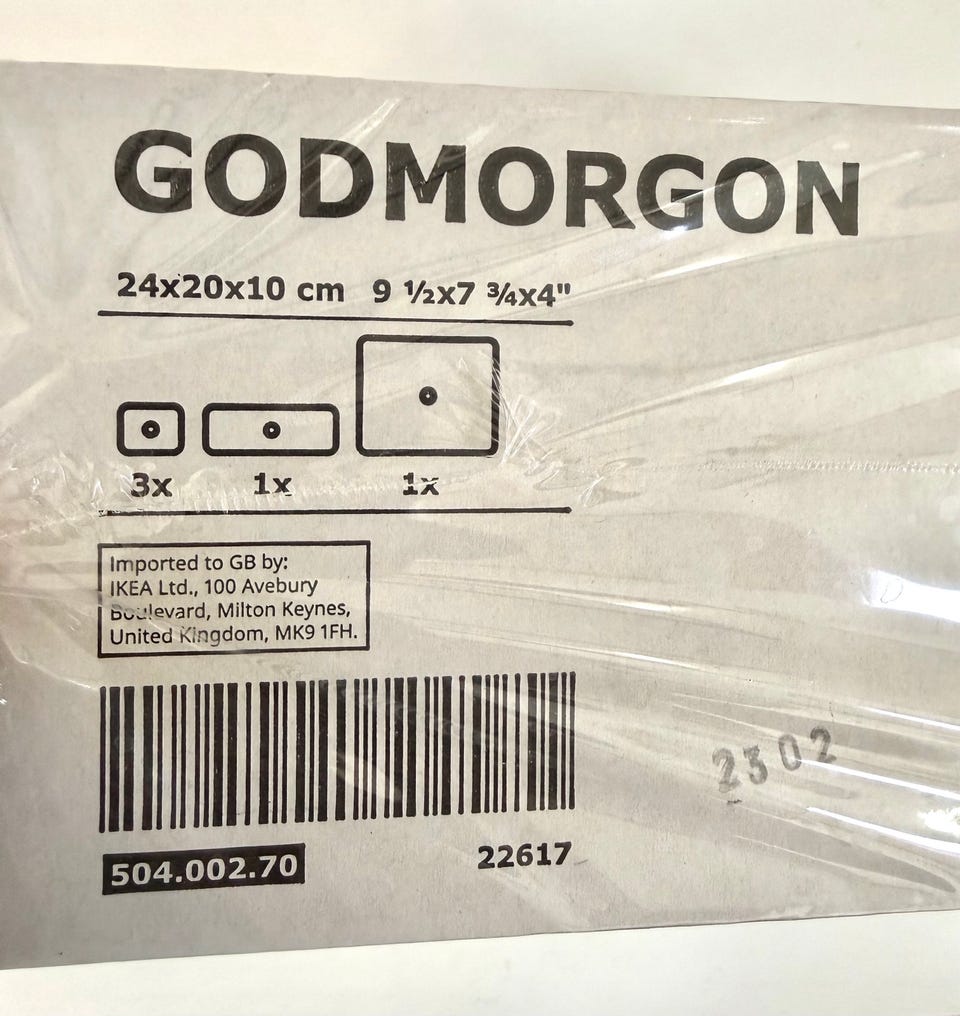 GODMORGON
24x20x10 cm 9 ½x7 ¾x4"
3x 1x 1x
Imported to GB by:
IKEA Ltd., 100 Avebury
Boulevard, Milton Keynes,
United Kingdom, MK9 1FH.
2302
504.002.70 22617